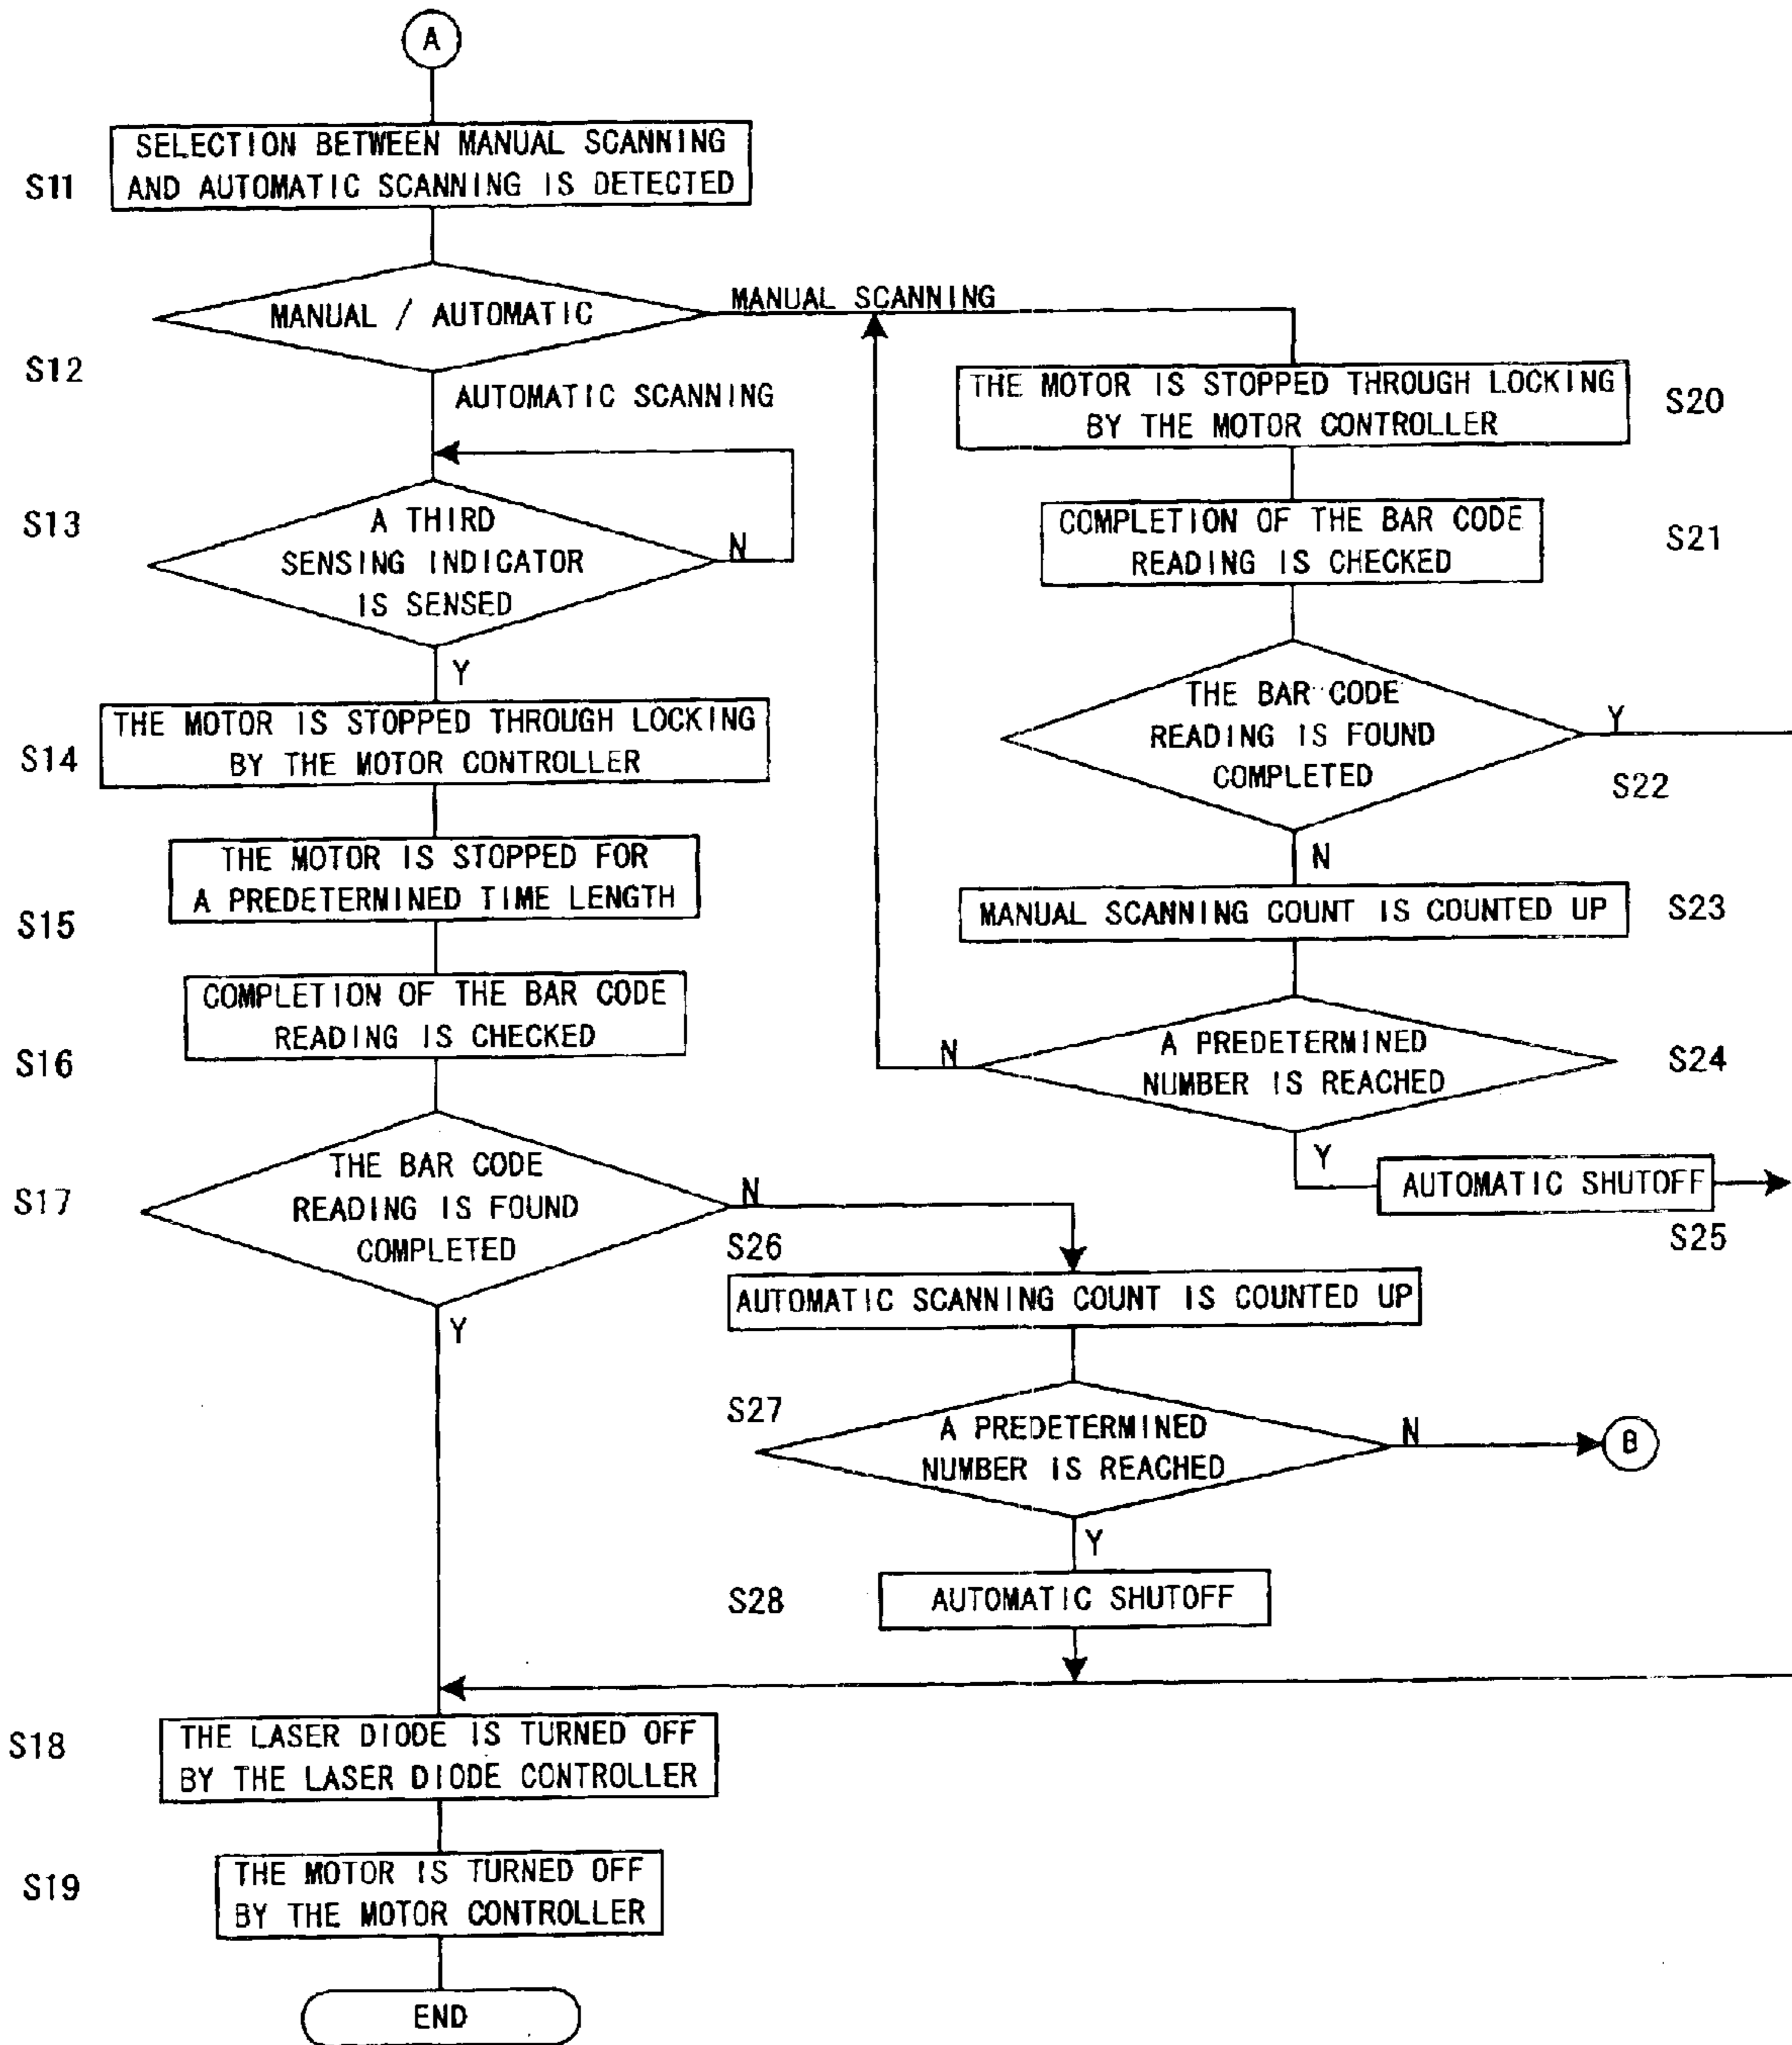 A
S11
SELECTION BETWEEN MANUAL SCANNING
AND AUTOMATIC SCANNING IS DETECTED
S12
MANUAL / AUTOMATIC
MANUAL SCANNING
AUTOMATIC SCANNING
S13
A THIRD
SENSING INDICATOR
IS SENSED
N
Y
S14
THE MOTOR IS STOPPED THROUGH LOCKING
BY THE MOTOR CONTROLLER
S15
THE MOTOR IS STOPPED FOR
A PREDETERMINED TIME LENGTH
S16
COMPLETION OF THE BAR CODE
READING IS CHECKED
S17
THE BAR CODE
READING IS FOUND
COMPLETED
N
Y
S18
THE LASER DIODE IS TURNED OFF
BY THE LASER DIODE CONTROLLER
S19
THE MOTOR IS TURNED OFF
BY THE MOTOR CONTROLLER
END
THE MOTOR IS STOPPED THROUGH LOCKING
BY THE MOTOR CONTROLLER
S20
COMPLETION OF THE BAR CODE
READING IS CHECKED
S21
THE BAR CODE
READING IS FOUND
COMPLETED
Y
S22
N
MANUAL SCANNING COUNT IS COUNTED UP
S23
A PREDETERMINED
NUMBER IS REACHED
N
S24
Y
AUTOMATIC SHUTOFF
S25
S26
AUTOMATIC SCANNING COUNT IS COUNTED UP
S27
A PREDETERMINED
NUMBER IS REACHED
N
B
Y
S28
AUTOMATIC SHUTOFF